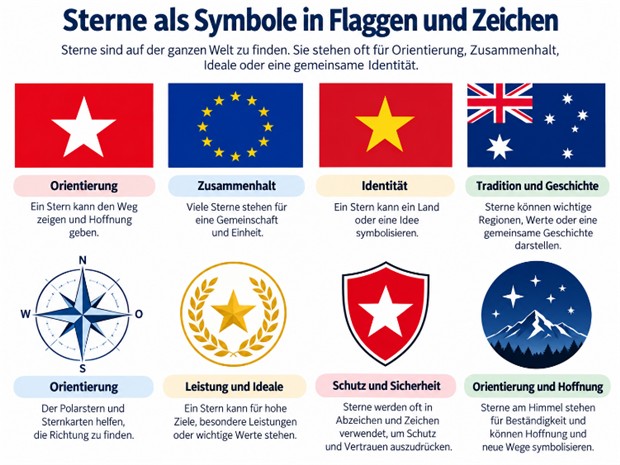 Sterne als Symbole in Flaggen und Zeichen
Sterne sind auf der ganzen Welt zu finden. Sie stehen oft für Orientierung, Zusammenhalt,
Ideale oder eine gemeinsame Identität.
Orientierung
Ein Stern kann den Weg
zeigen und Hoffnung
geben.
Zusammenhalt
Viele Sterne stehen für
eine Gemeinschaft
und Einheit.
Identität
Ein Stern kann ein Land
oder eine Idee
symbolisieren.
Tradition und Geschichte
Sterne können wichtige
Regionen, Werte oder eine
gemeinsame Geschichte
darstellen.
N
W
O
S
Orientierung
Der Polarstern und
Sternkarten helfen,
die Richtung zu finden.
Leistung und Ideale
Ein Stern kann für hohe
Ziele, besondere Leistungen
oder wichtige Werte stehen.
Schutz und Sicherheit
Sterne werden oft in
Abzeichen und Zeichen
verwendet, um Schutz
und Vertrauen auszudrücken.
Orientierung und Hoffnung
Sterne am Himmel stehen
für Beständigkeit und
können Hoffnung und
neue Wege symbolisieren.